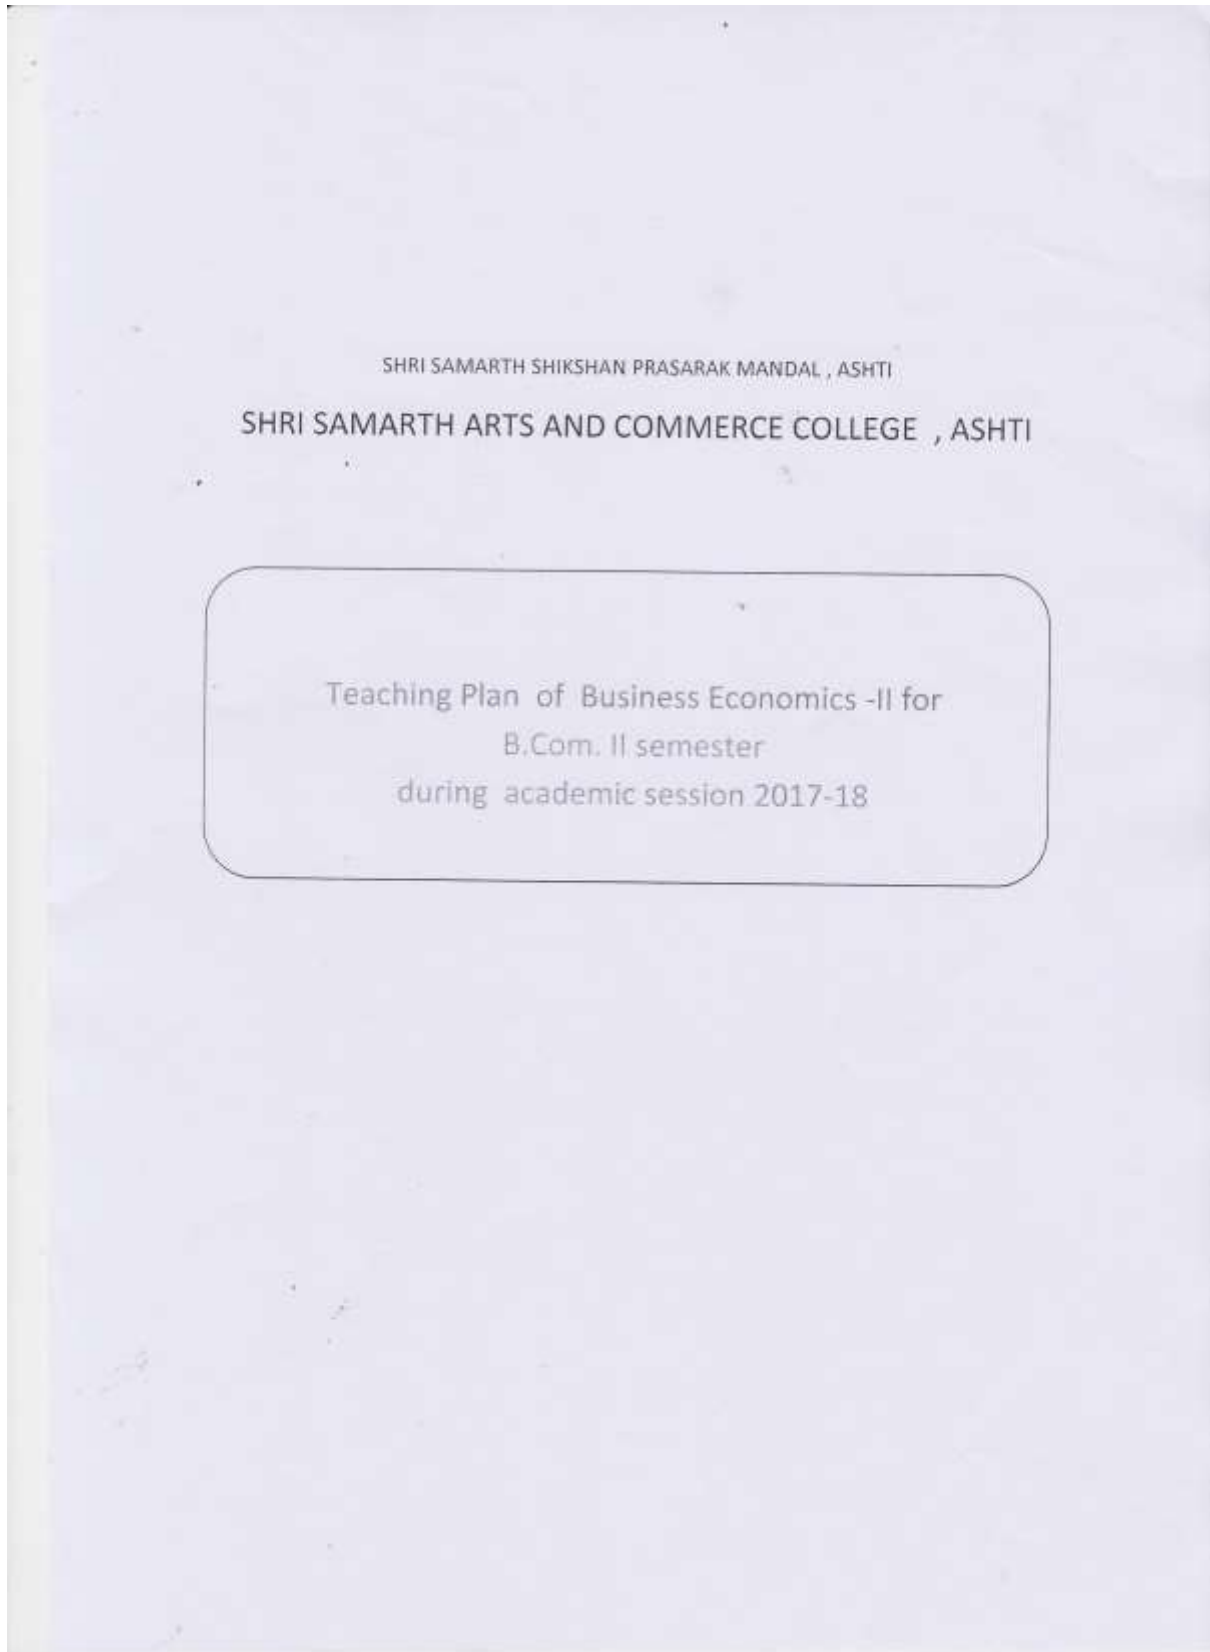 SHRI SAMARTH SHIKSHAN PRASARAK MANDAL , ASHTI
SHRI SAMARTH ARTS AND COMMERCE COLLEGE , ASHTI
Teaching Plan of Business Economics -II for
B.Com. II semester
during academic session 2017-18